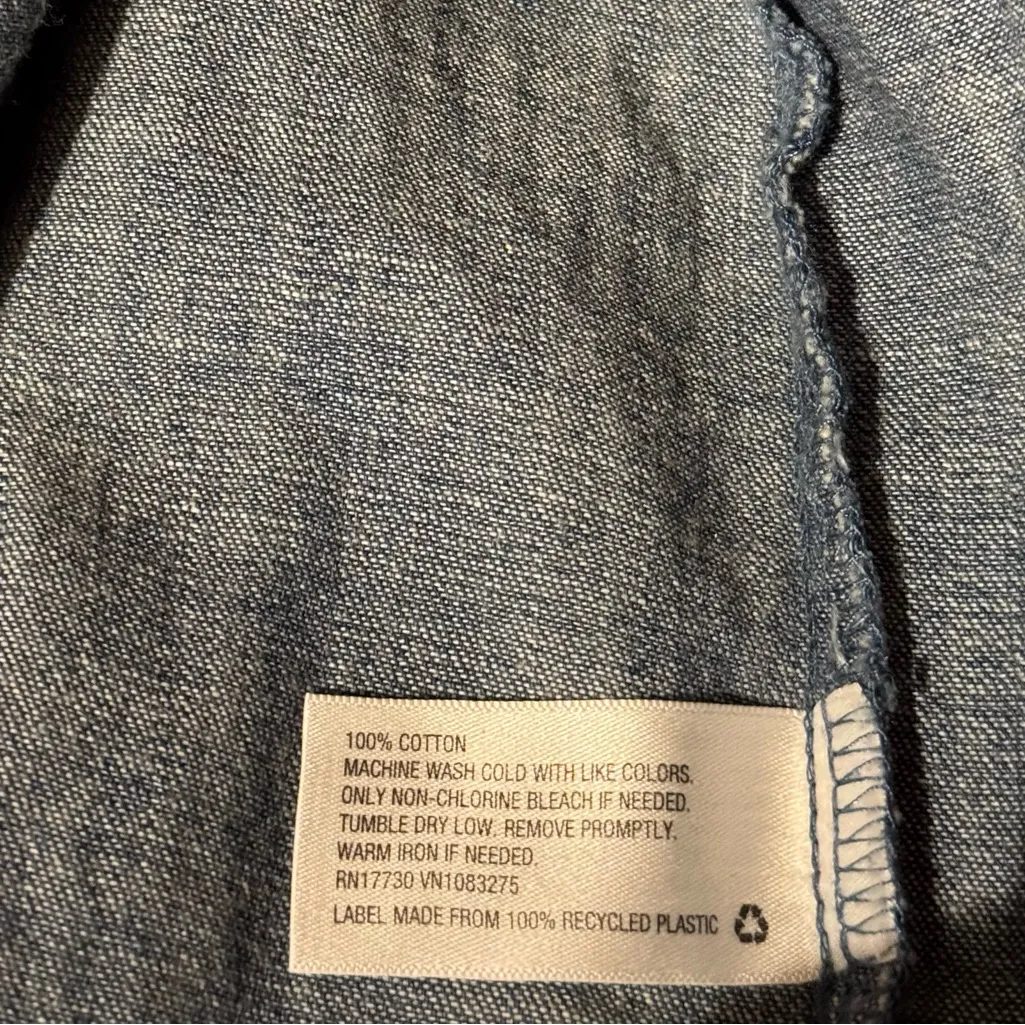 100% COTTON
MACHINE WASH COLD WITH LIKE COLORS.
ONLY NON-CHLORINE BLEACH IF NEEDED.
TUMBLE DRY LOW. REMOVE PROMPTLY.
WARM IRON IF NEEDED.
RN17730 VN1083275
LABEL MADE FROM 100% RECYCLED PLASTIC